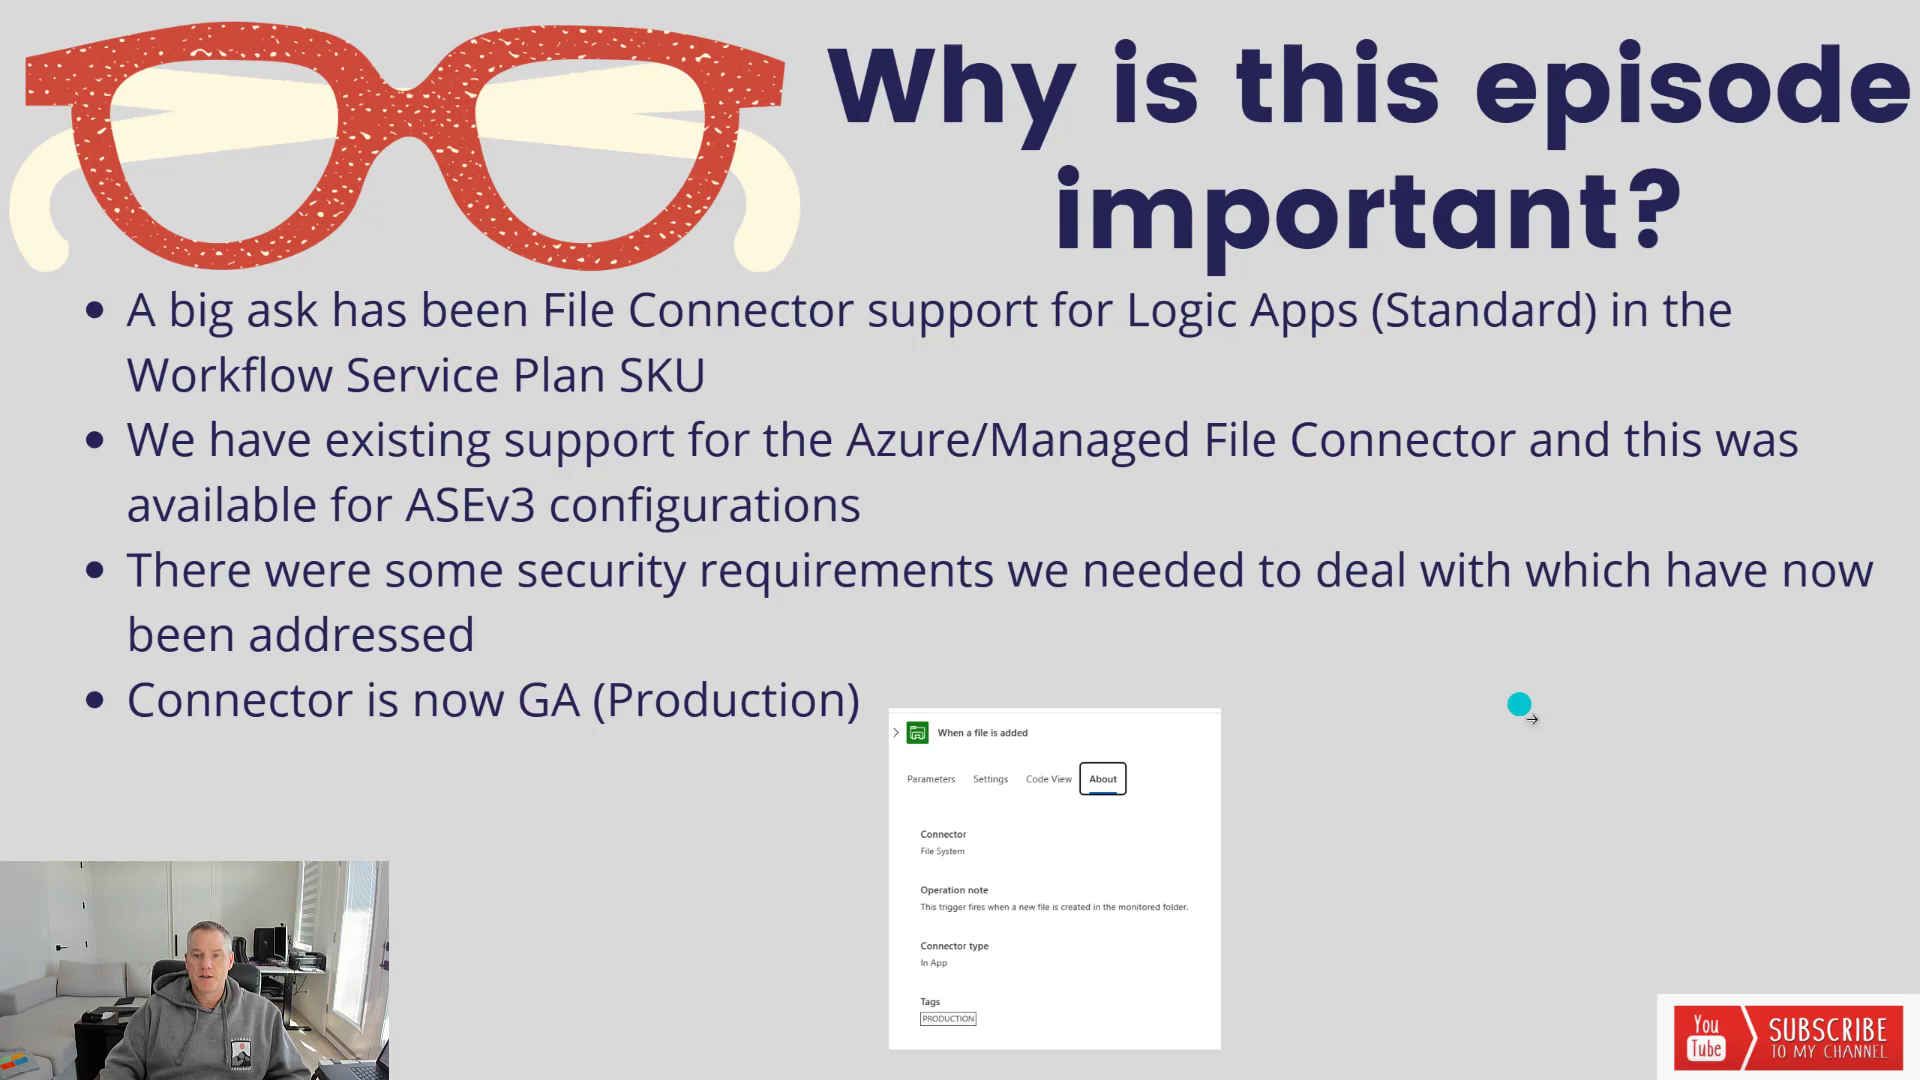 Why is this episode
important?
• A big ask has been File Connector support for Logic Apps (Standard) in the
Workflow Service Plan SKU
• We have existing support for the Azure/Managed File Connector and this was
available for ASEv3 configurations
• There were some security requirements we needed to deal with which have now
been addressed
• Connector is now GA (Production)
When a file is added
Parameters Settings Code View About
Connector
File System
Operation note
This trigger fires when a new file is created in the monitored folder.
Connector type
In App
Tags
PRODUCTION
You
Tube
SUBSCRIBE
TO MY CHANNEL